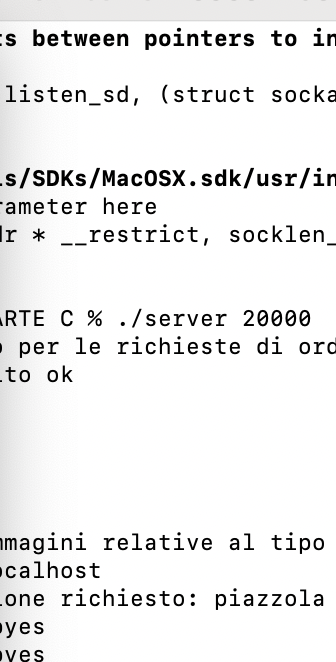 ts between pointers to in
listen_sd, (struct socka
ls/SDKs/MacOSX.sdk/usr/in
rameter here
dr * __restrict, socklen_
ARTE C % ./server 20000
o per le richieste di ord
ito ok
mmagini relative al tipo
ocalhost
ione richiesto: piazzola
oyes
oyes